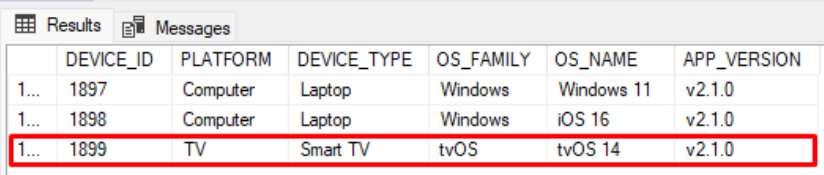 Results Messages
DEVICE_ID PLATFORM DEVICE_TYPE OS_FAMILY OS_NAME APP_VERSION
1... 1897 Computer Laptop Windows Windows 11 v2.1.0
1... 1898 Computer Laptop Windows iOS 16 v2.1.0
1... 1899 TV Smart TV tvOS tvOS 14 v2.1.0